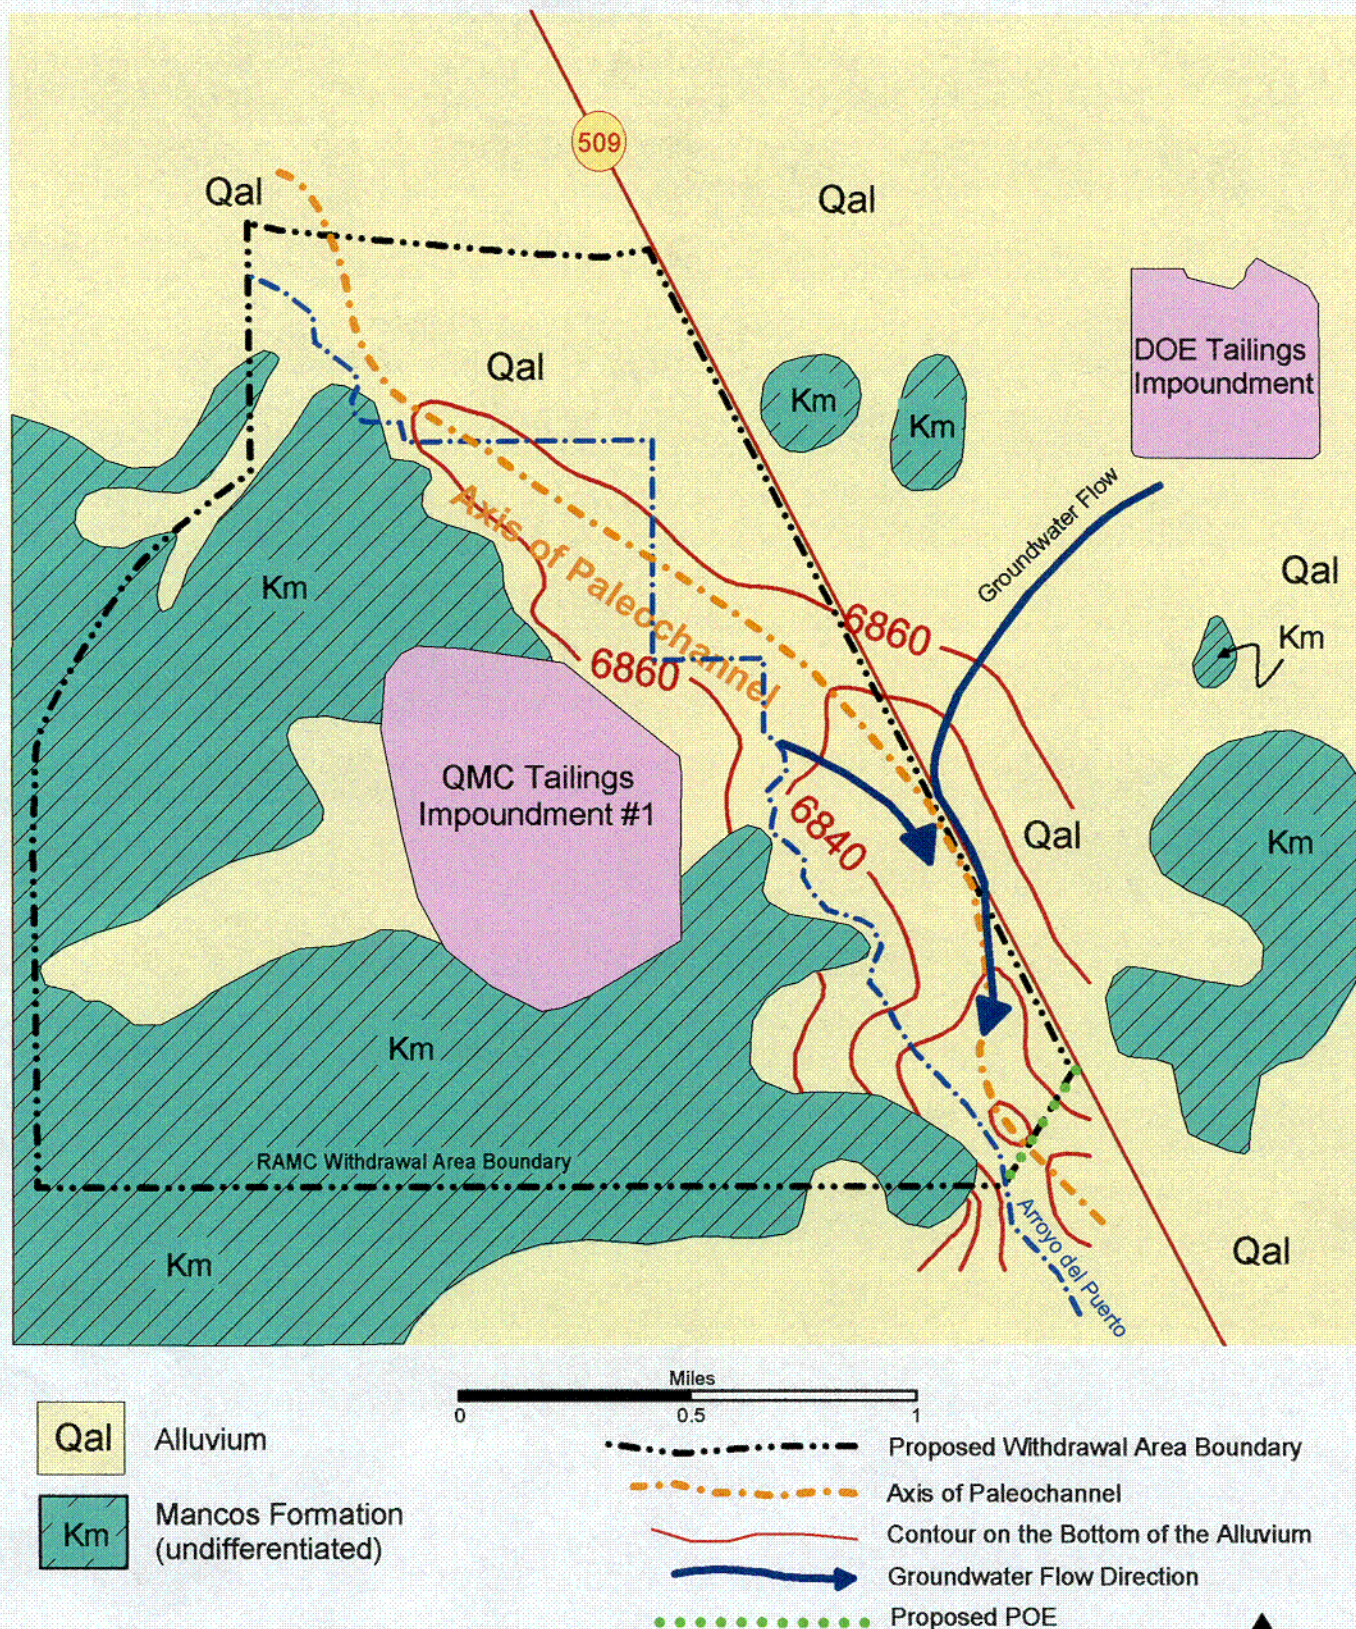 509
Qal
Qal
Qal
DOE Tailings
Impoundment
Km
Km
Groundwater Flow
Axis of Paleochannel
Qal
Km
Km
6860
6860
QMC Tailings
Impoundment #1
6840
Qal
Km
Km
RAMC Withdrawal Area Boundary
Arroyo del Puerto
Km
Qal
Miles
0
0.5
1
Qal
Alluvium
Km
Mancos Formation
(undifferentiated)
Proposed Withdrawal Area Boundary
Axis of Paleochannel
Contour on the Bottom of the Alluvium
Groundwater Flow Direction
Proposed POE